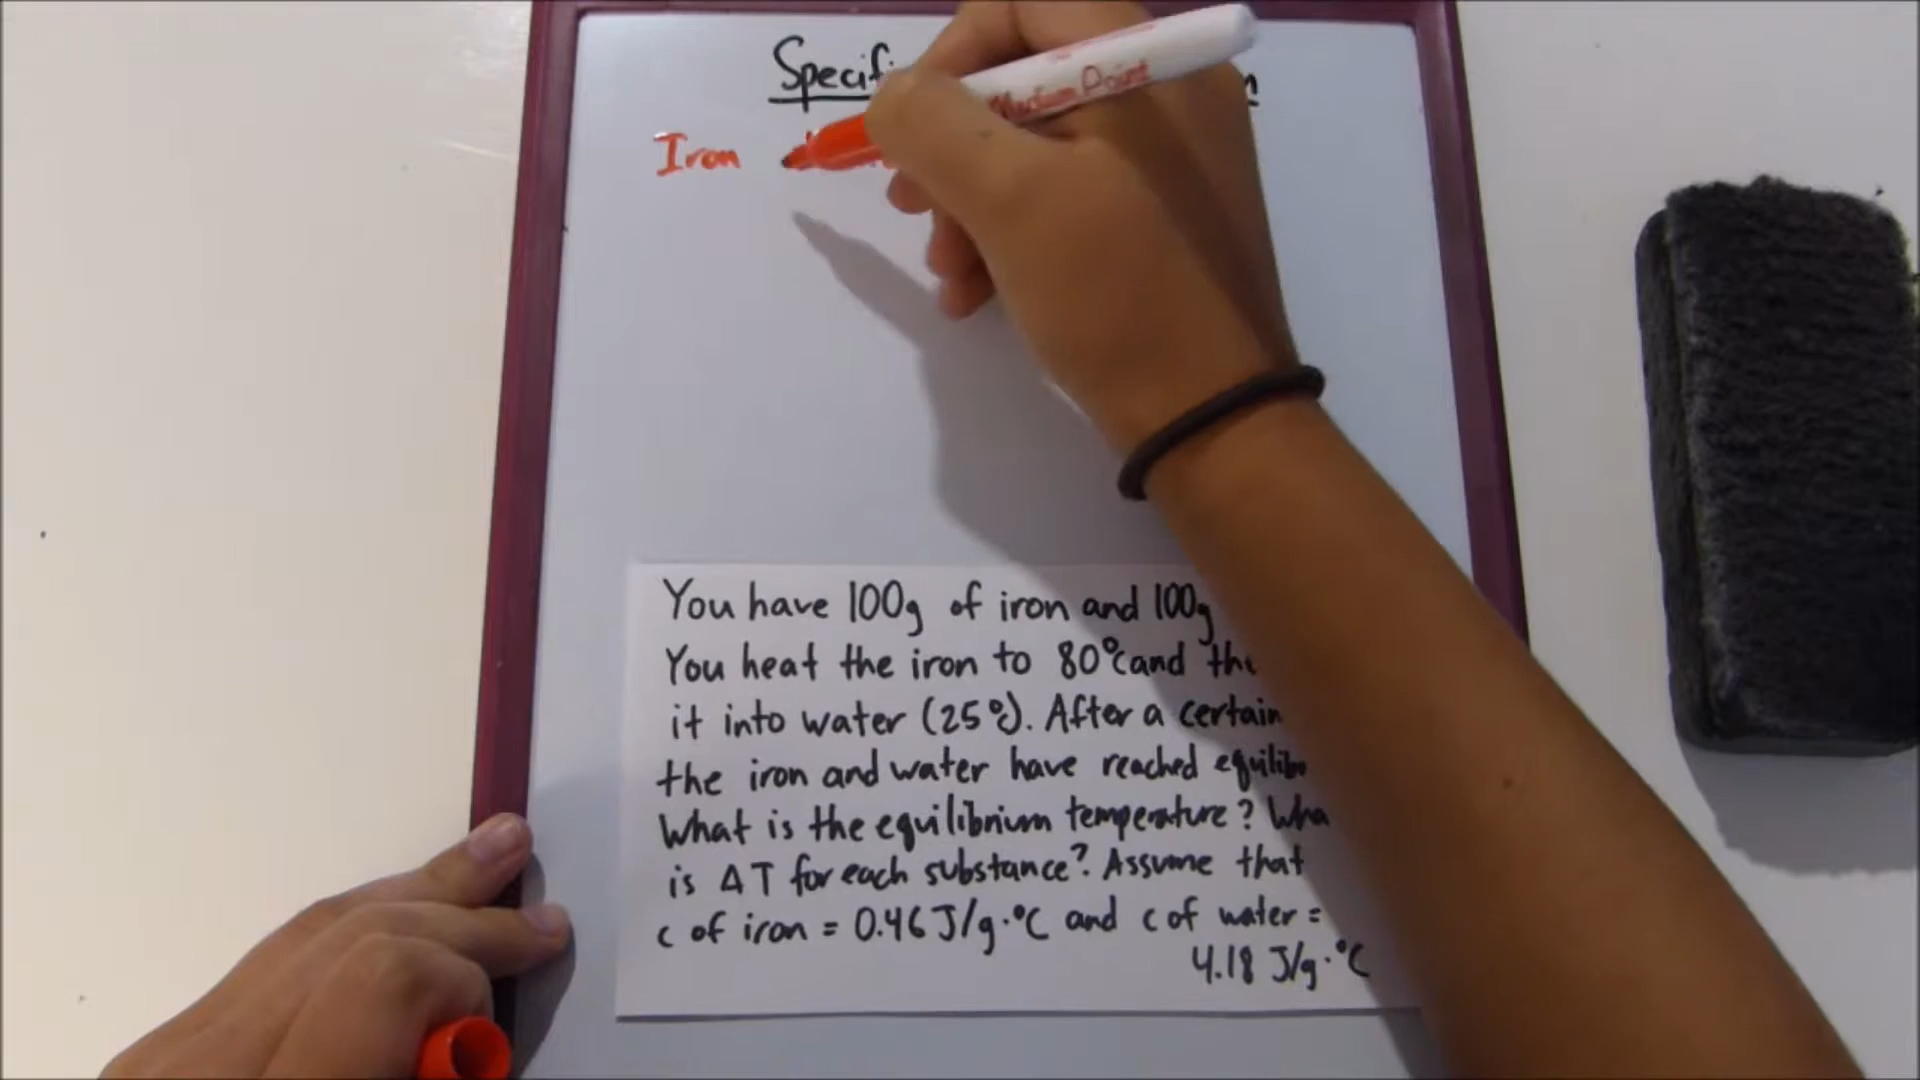 Specifi
Medium Point
Iron
You have 100g of iron and 100g
You heat the iron to 80°C and the
it into water (25°C). After a certain
the iron and water have reached equilib
What is the equilibrium temperature? Wha
is ΔT for each substance?. Assume that
c of iron = 0.46 J/g·°C and c of water =
4.18 J/g·°C